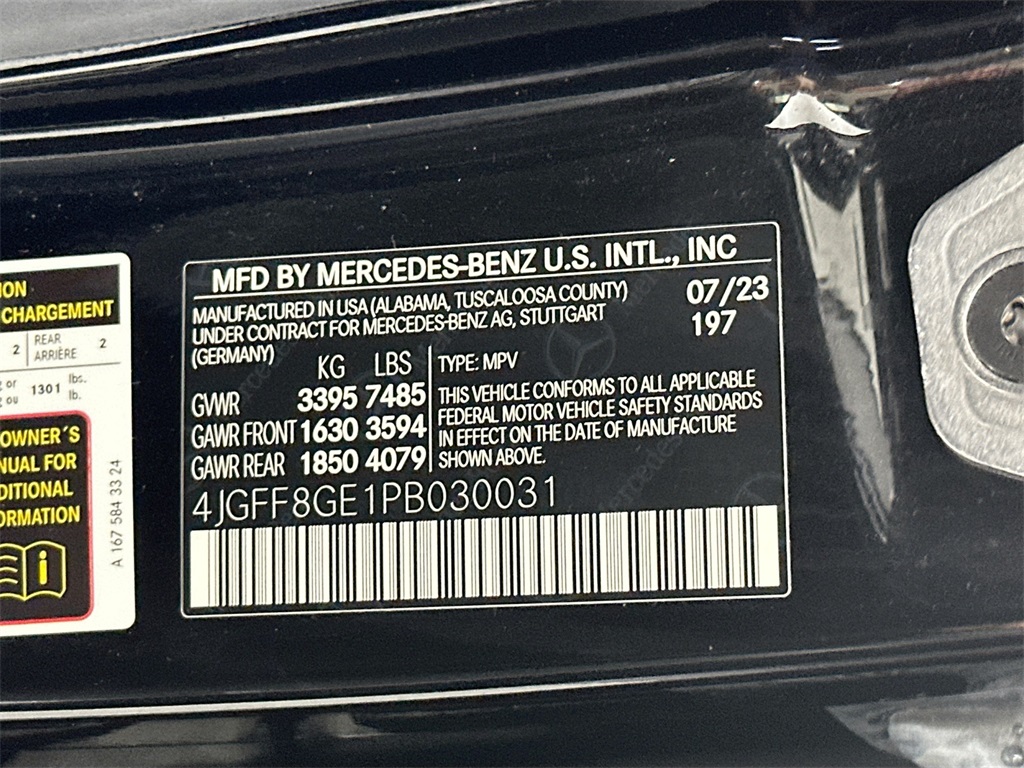 ION
CHARGEMENT
2 REAR 2
ARRIÈRE
or 1301 lbs.
ou lb.
OWNER´S
NUAL FOR
DITIONAL
ORMATION
i
A 167 584 33 24
MFD BY MERCEDES-BENZ U.S. INTL., INC
MANUFACTURED IN USA (ALABAMA, TUSCALOOSA COUNTY) 07/23
UNDER CONTRACT FOR MERCEDES-BENZ AG, STUTTGART 197
(GERMANY)
KG LBS
GVWR 3395 7485
GAWR FRONT 1630 3594
GAWR REAR 1850 4079
TYPE: MPV
THIS VEHICLE CONFORMS TO ALL APPLICABLE
FEDERAL MOTOR VEHICLE SAFETY STANDARDS
IN EFFECT ON THE DATE OF MANUFACTURE
SHOWN ABOVE.
4JGFF8GE1PB030031